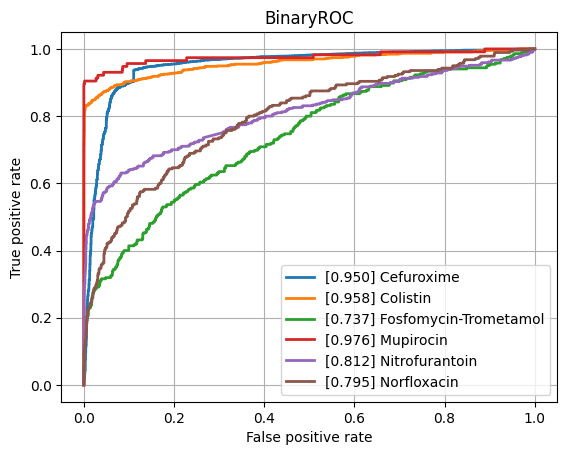 BinaryROC
True positive rate
1.0
0.8
0.6
0.4
0.2
0.0
[0.950] Cefuroxime
[0.958] Colistin
[0.737] Fosfomycin-Trometamol
[0.976] Mupirocin
[0.812] Nitrofurantoin
[0.795] Norfloxacin
0.0 0.2 0.4 0.6 0.8 1.0
False positive rate